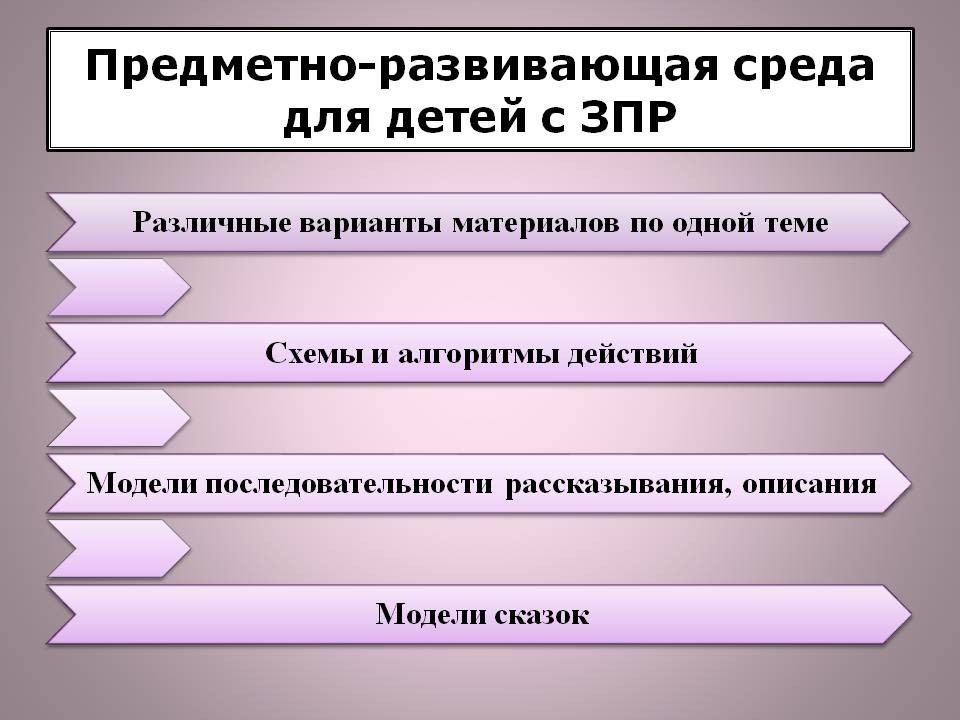 Предметно-развивающая среда
для детей с ЗПР
Различные варианты материалов по одной теме
Схемы и алгоритмы действий
Модели последовательности рассказывания, описания
Модели сказок